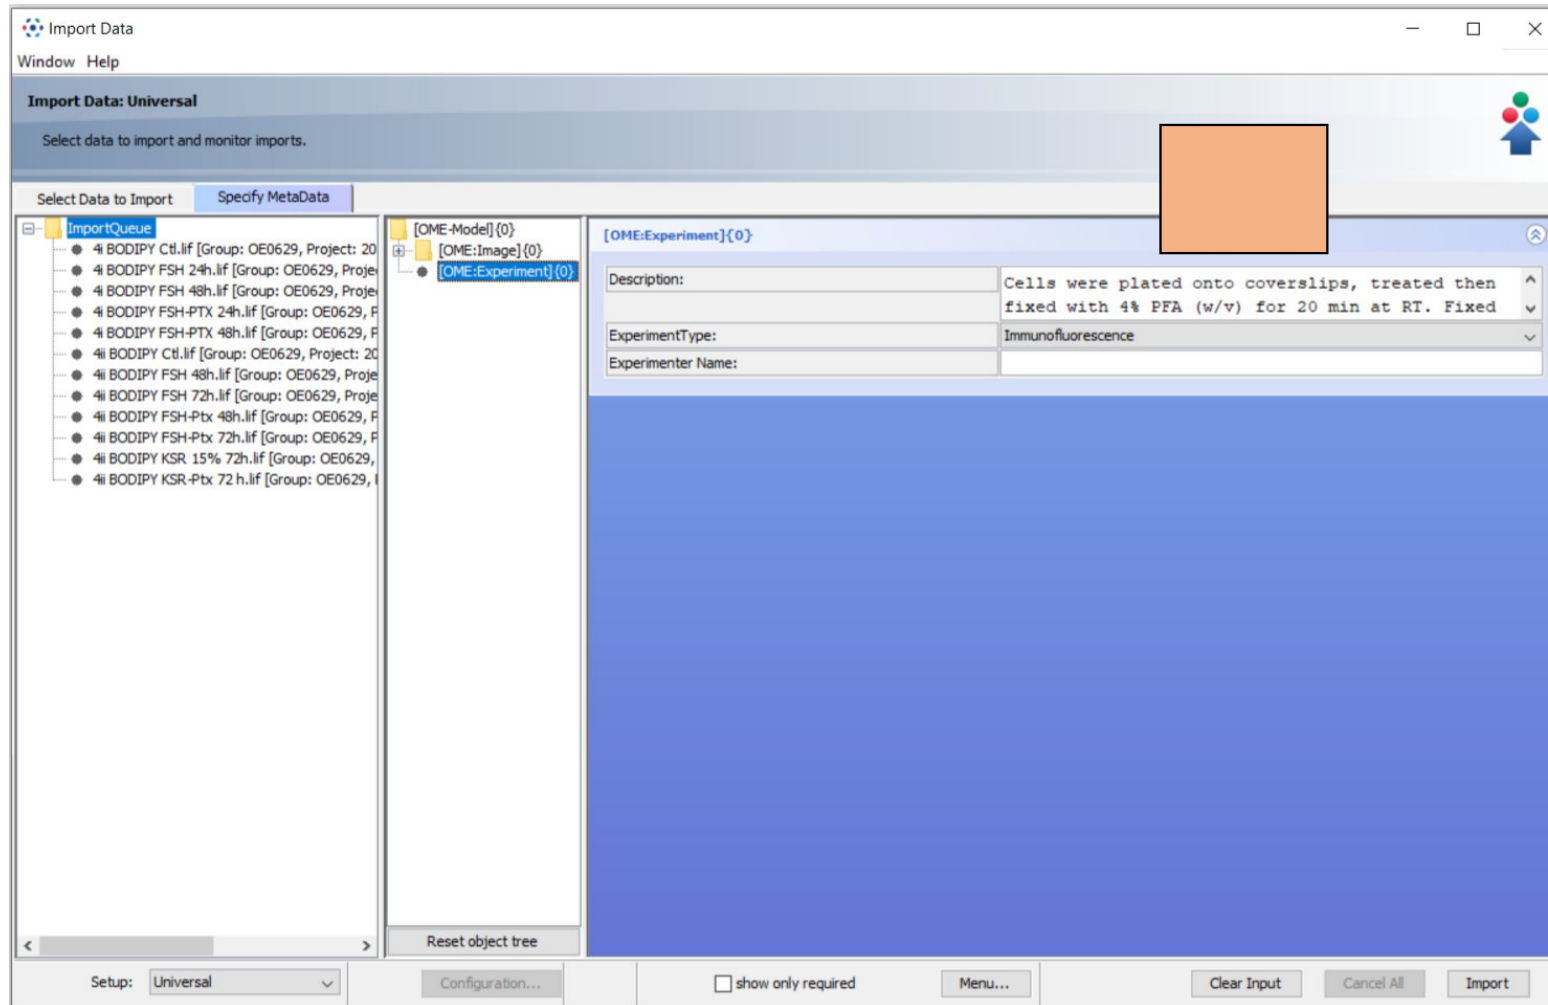 Import Data
Window Help
Import Data: Universal
Select data to import and monitor imports.
Select Data to Import
Specify MetaData
ImportQueue
4i BODIPY Ctl.lif [Group: OE0629, Project: 20
4i BODIPY FSH 24h.lif [Group: OE0629, Proje
4i BODIPY FSH 48h.lif [Group: OE0629, Proje
4i BODIPY FSH-PTX 24h.lif [Group: OE0629, P
4i BODIPY FSH-PTX 48h.lif [Group: OE0629, P
4ii BODIPY Ctl.lif [Group: OE0629, Project: 20
4ii BODIPY FSH 48h.lif [Group: OE0629, Proje
4ii BODIPY FSH 72h.lif [Group: OE0629, Proje
4ii BODIPY FSH-Ptx 48h.lif [Group: OE0629, P
4ii BODIPY FSH-Ptx 72h.lif [Group: OE0629, P
4ii BODIPY KSR 15% 72h.lif [Group: OE0629,
4ii BODIPY KSR-Ptx 72 h.lif [Group: OE0629,
[OME-Model]{0}
[OME:Image]{0}
[OME:Experiment]{0}
Reset object tree
[OME:Experiment]{0}
Description:
Cells were plated onto coverslips, treated then
fixed with 4% PFA (w/v) for 20 min at RT. Fixed
ExperimentType:
Immunofluorescence
Experimenter Name:
Setup:
Universal
Configuration...
show only required
Menu...
Clear Input
Cancel All
Import